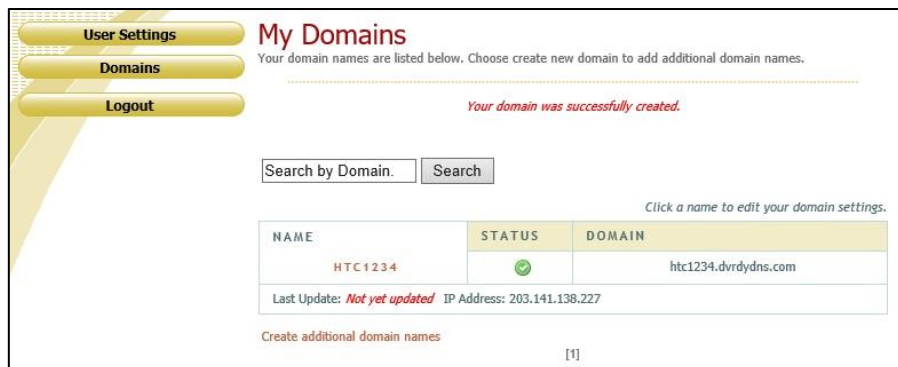 User Settings
Domains
Logout
My Domains
Your domain names are listed below. Choose create new domain to add additional domain names.
Your domain was successfully created.
Search by Domain. Search
Click a name to edit your domain settings.
NAME STATUS DOMAIN
HTC1234 htc1234.dvrdydns.com
Last Update: Not yet updated IP Address: 203.141.138.227
Create additional domain names
[1]